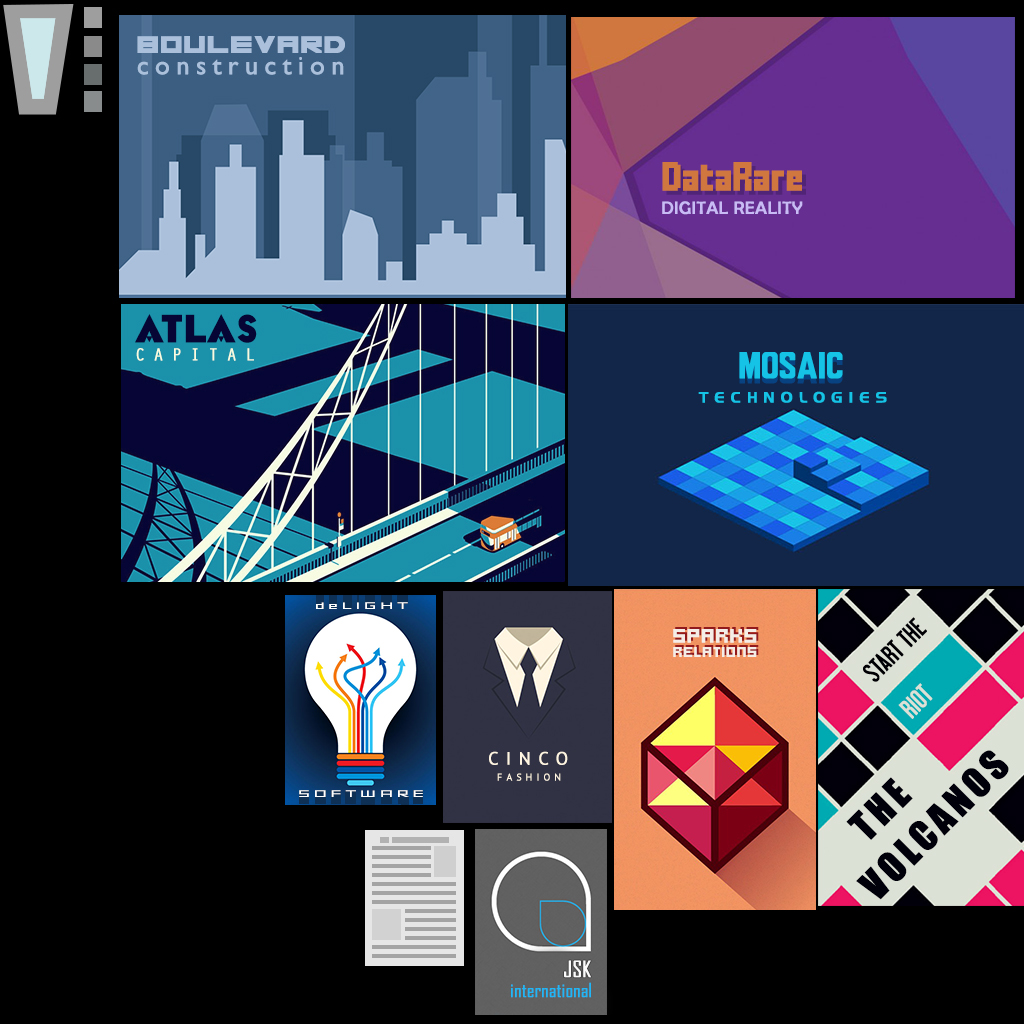 BOULEVARD
construction
DataRare
DIGITAL REALITY
ATLAS
CAPITAL
MOSAIC
TECHNOLOGIES
deLIGHT
SOFTWARE
CINCO
FASHION
SPARKS
RELATIONS
START THE
RIOT
THE
VOLCANOS
JSK
international